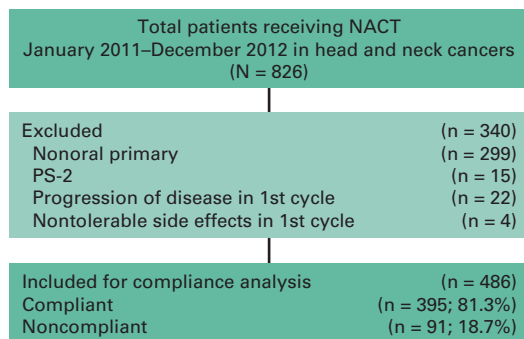 Total patients receiving NACT
January 2011–December 2012 in head and neck cancers
(N = 826)
Excluded (n = 340)
Nonoral primary (n = 299)
PS-2 (n = 15)
Progression of disease in 1st cycle (n = 22)
Nontolerable side effects in 1st cycle (n = 4)
Included for compliance analysis (n = 486)
Compliant (n = 395; 81.3%)
Noncompliant (n = 91; 18.7%)